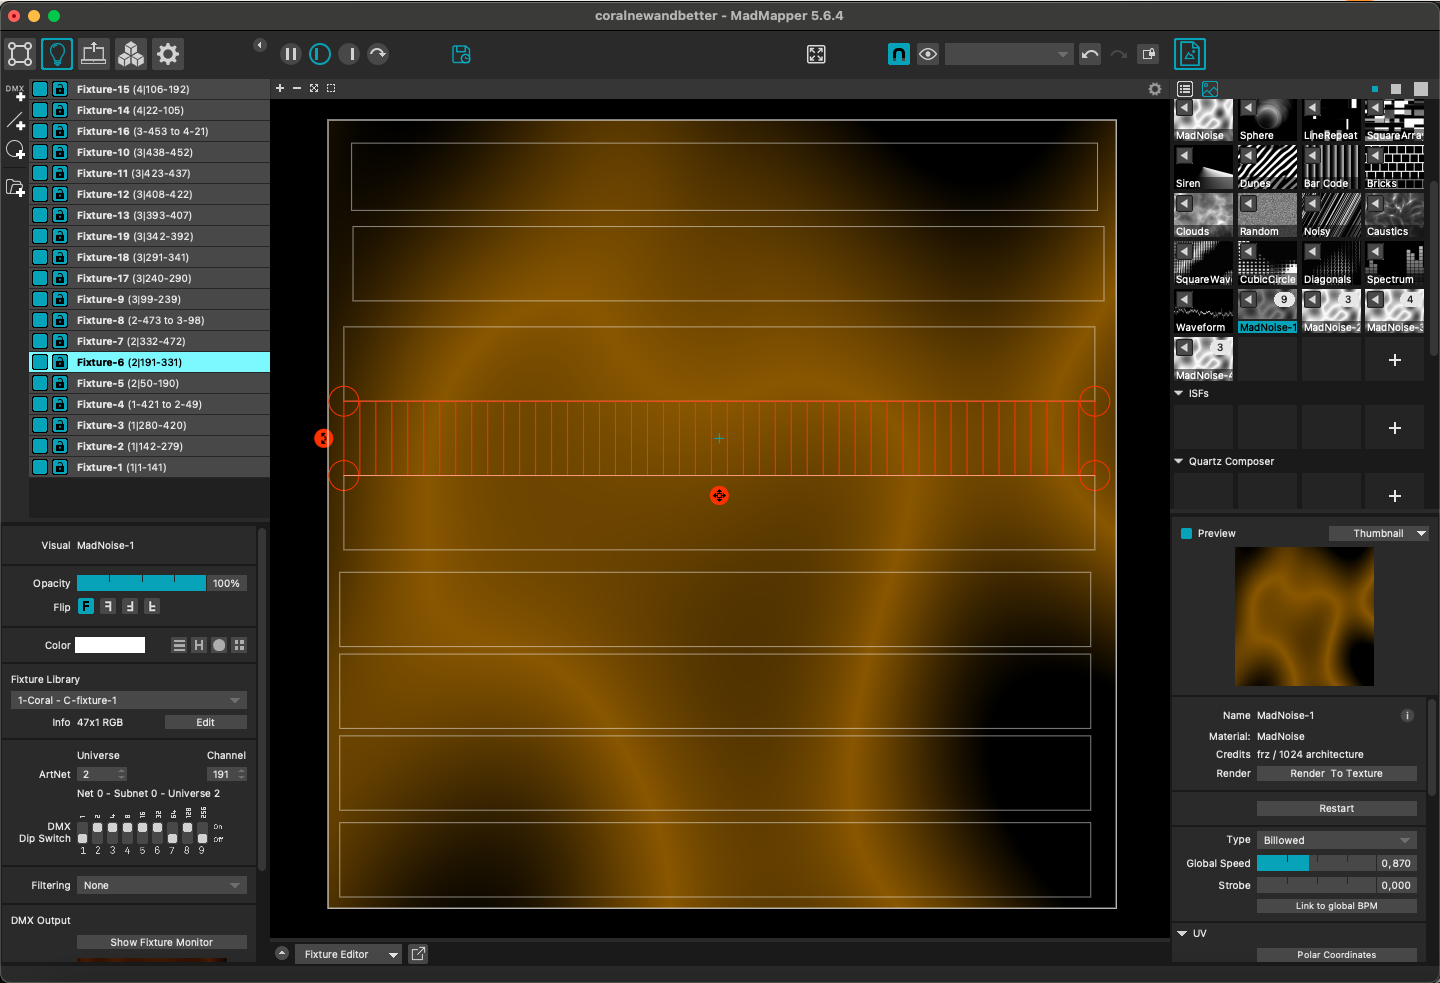 coralnewandbetter - MadMapper 5.6.4
DMX
Fixture-15 (4|106-192)
Fixture-14 (4|22-105)
Fixture-16 (3-453 to 4-21)
Fixture-10 (3|438-452)
Fixture-11 (3|423-437)
Fixture-12 (3|408-422)
Fixture-13 (3|393-407)
Fixture-19 (3|342-392)
Fixture-18 (3|291-341)
Fixture-17 (3|240-290)
Fixture-9 (3|99-239)
Fixture-8 (2-473 to 3-98)
Fixture-7 (2|332-472)
Fixture-6 (2|191-331)
Fixture-5 (2|50-190)
Fixture-4 (1-421 to 2-49)
Fixture-3 (1|280-420)
Fixture-2 (1|142-279)
Fixture-1 (1|1-141)
Visual MadNoise-1
Opacity 100%
Flip F F F F
Color H
Fixture Library
1-Coral - C-fixture-1
Info 47x1 RGB Edit
Universe Channel
ArtNet 2 191
Net 0 - Subnet 0 - Universe 2
1 2 4 8 16 32 64 128 256
DMX On
Dip Switch Off
1 2 3 4 5 6 7 8 9
Filtering None
DMX Output
Show Fixture Monitor
Fixture Editor
MadNoise Sphere LineRepeat SquareArra
Siren Dunes Bar Code Bricks
Clouds Random Noisy Caustics
SquareWav CubicCircle Diagonals Spectrum
9 3 4
Waveform MadNoise-1 MadNoise-2 MadNoise-3
3
MadNoise-4
ISFs
Quartz Composer
Preview Thumbnail
Name MadNoise-1 i
Material: MadNoise
Credits frz / 1024 architecture
Render Render To Texture
Restart
Type Billowed
Global Speed 0,870
Strobe 0,000
Link to global BPM
UV
Polar Coordinates